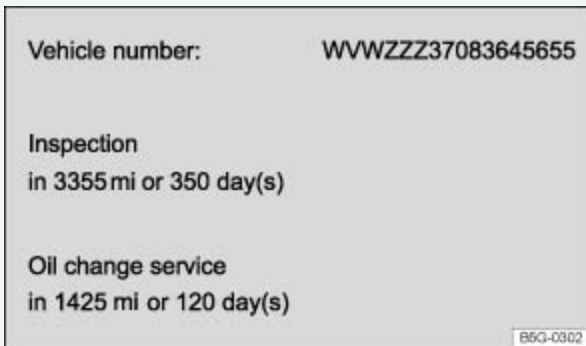 Vehicle number: WVWZZZ37083645655
Inspection
in 3355 mi or 350 day(s)
Oil change service
in 1425 mi or 120 day(s)
B5G-0302